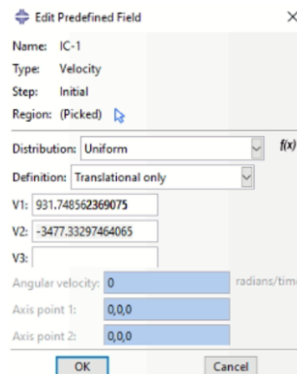 Edit Predefined Field
Name: IC-1
Type: Velocity
Step: Initial
Region: (Picked)
Distribution: Uniform f(x)
Definition: Translational only
V1: 931.748562369075
V2: -3477.33297464065
V3:
Angular velocity: 0 radians/time
Axis point 1: 0,0,0
Axis point 2: 0,0,0
OK Cancel